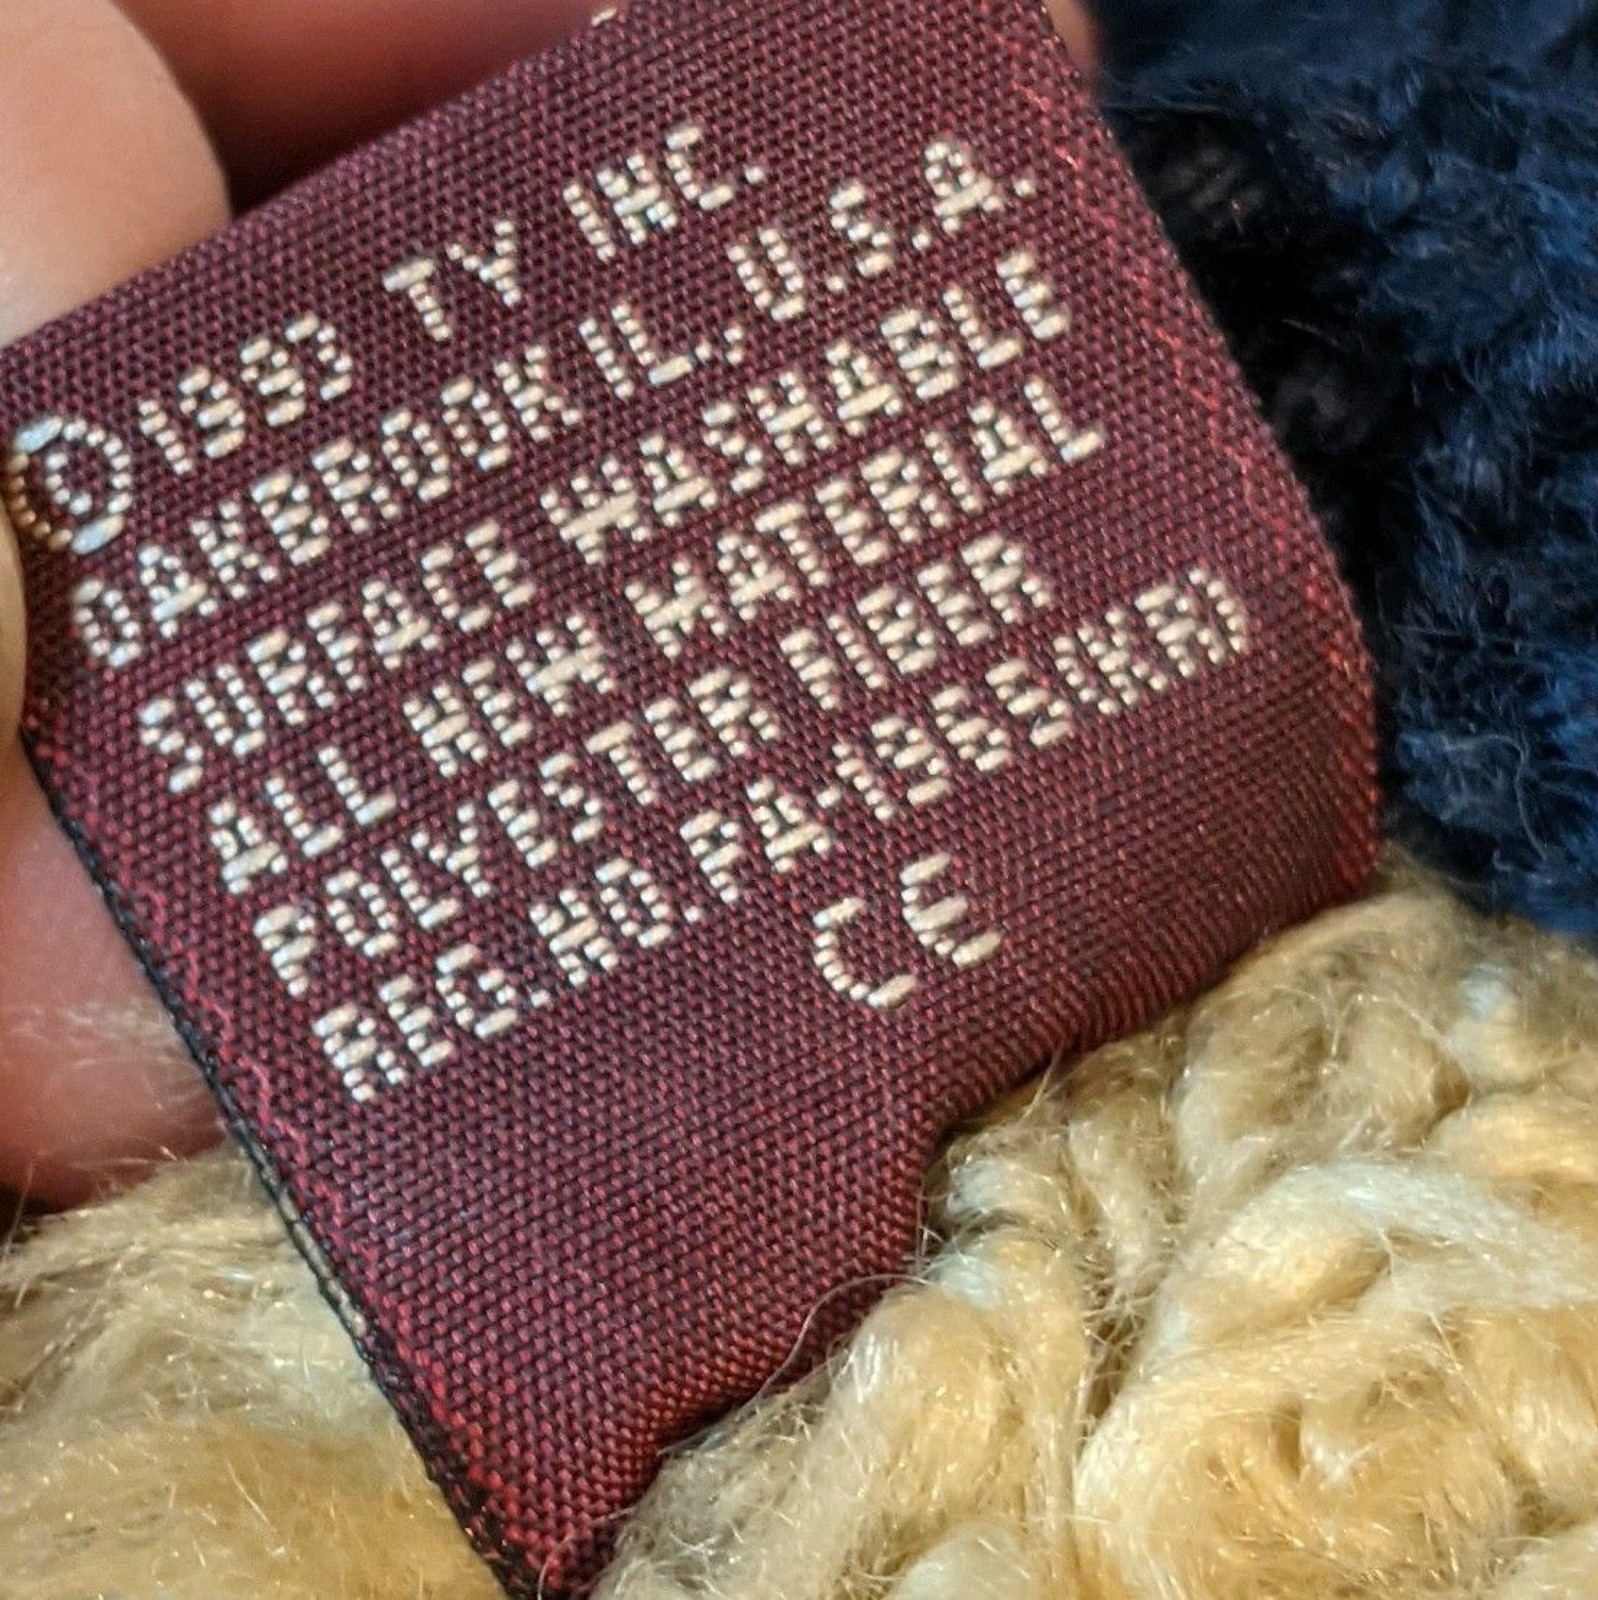 © 1993 TY INC.
OAKBROOK IL., U.S.A.
SURFACE WASHABLE
ALL NEW MATERIAL
POLYESTER FIBER
REG.NO.PA-1965(KR)
CE